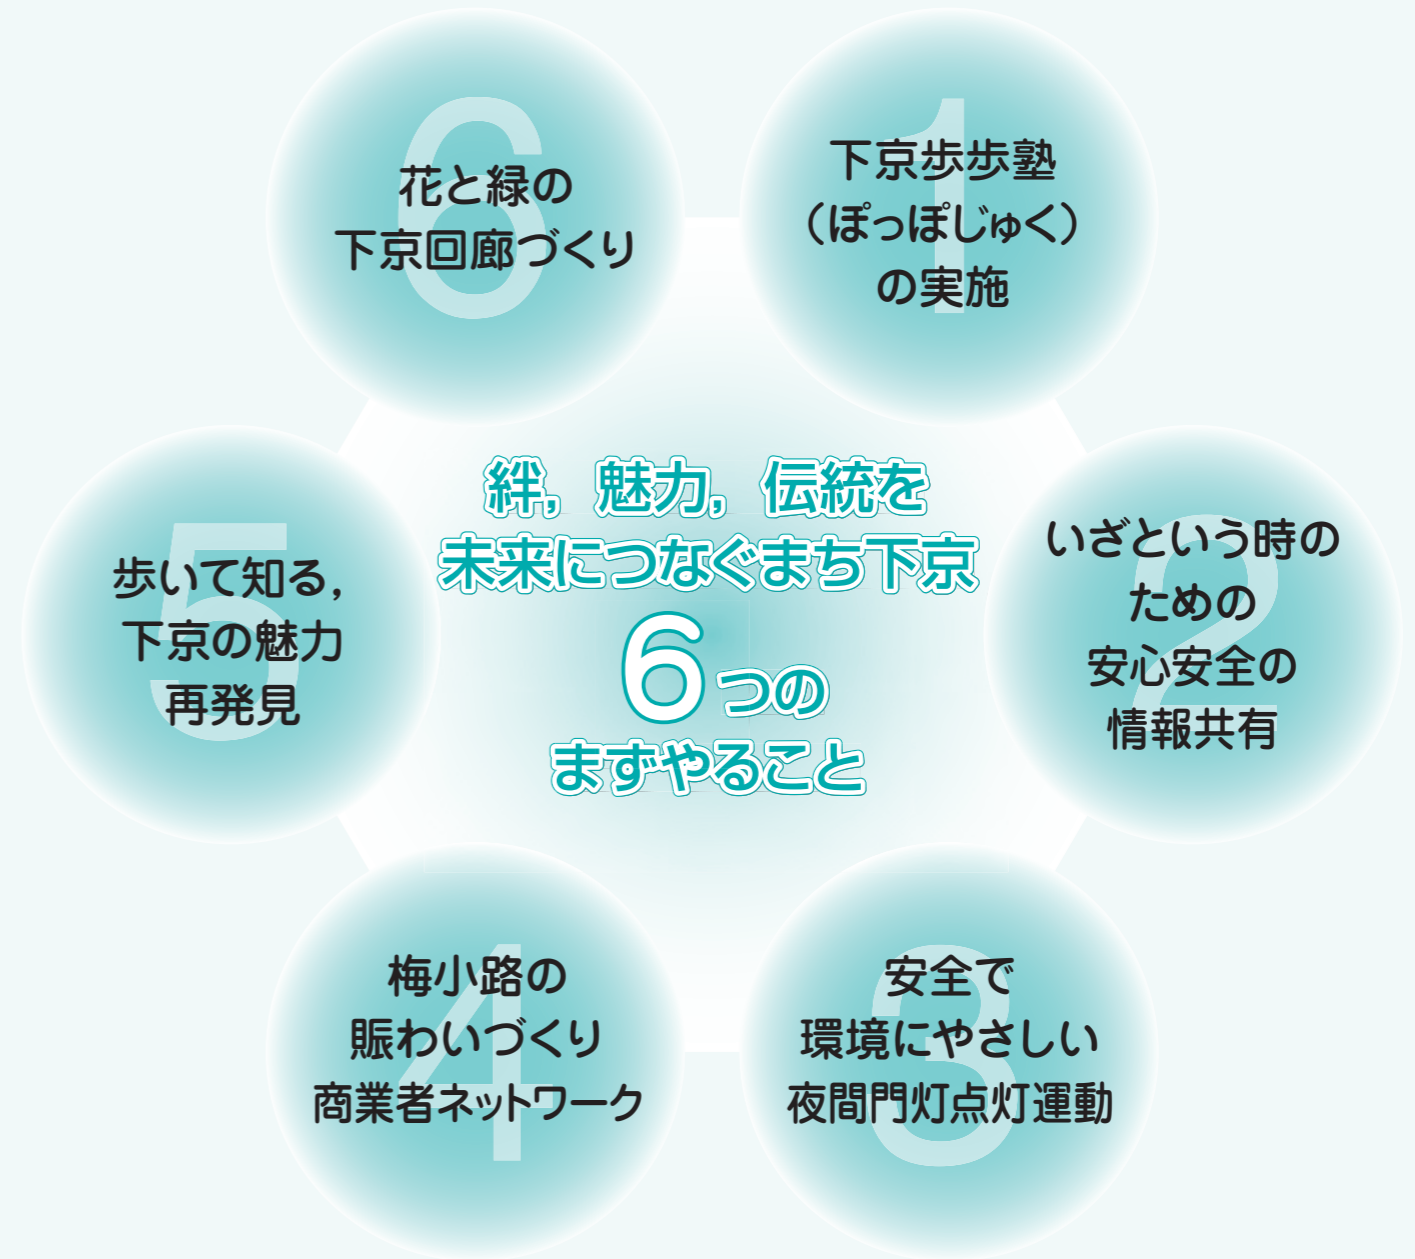 絆，魅力，伝統を
未来につなぐまち下京
6つの
まずやること
1
下京歩歩塾
（ぽっぽじゅく）
の実施
2
いざという時の
ための
安心安全の
情報共有
3
安全で
環境にやさしい
夜間門灯点灯運動
4
梅小路の
賑わいづくり
商業者ネットワーク
5
歩いて知る，
下京の魅力
再発見
6
花と緑の
下京回廊づくり